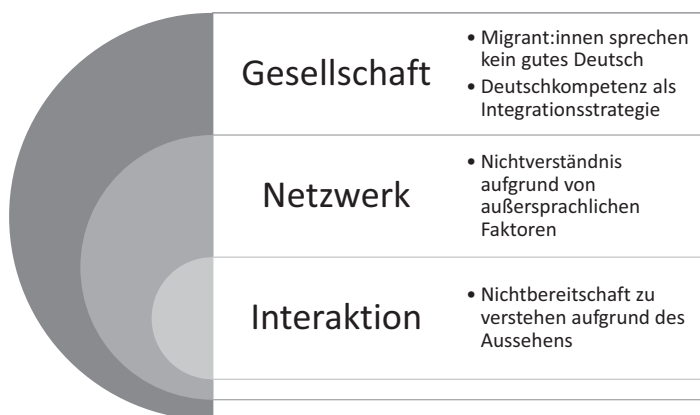 Gesellschaft
• Migrant:innen sprechen
kein gutes Deutsch
• Deutschkompetenz als
Integrationsstrategie
Netzwerk
• Nichtverständnis
aufgrund von
außersprachlichen
Faktoren
Interaktion
• Nichtbereitschaft zu
verstehen aufgrund des
Aussehens